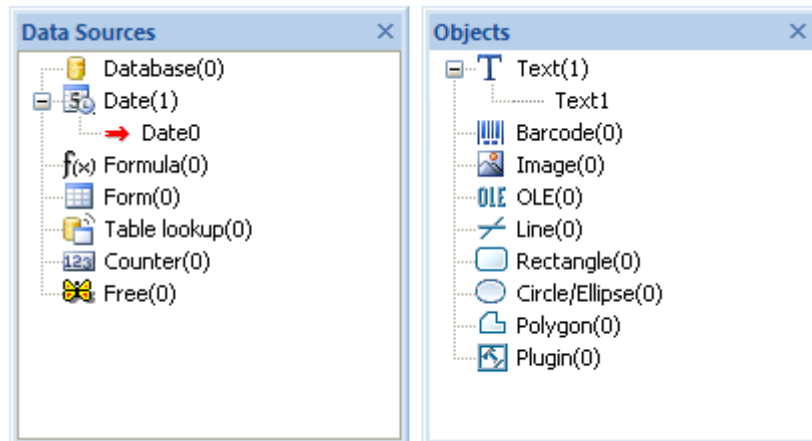 Data Sources
Database(0)
Date(1)
Date0
Formula(0)
Form(0)
Table lookup(0)
Counter(0)
Free(0)
Objects
Text(1)
Text1
Barcode(0)
Image(0)
OLE OLE(0)
Line(0)
Rectangle(0)
Circle/Ellipse(0)
Polygon(0)
Plugin(0)